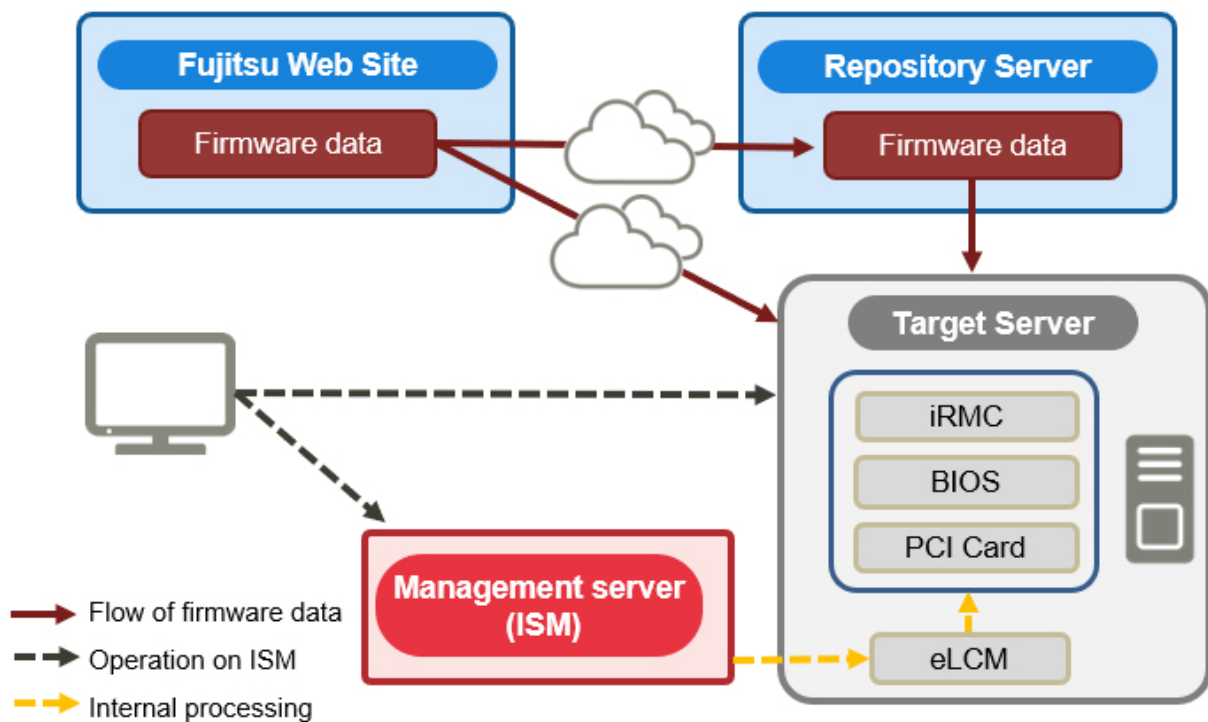 Fujitsu Web Site
Firmware data
Repository Server
Firmware data
Target Server
iRMC
BIOS
PCI Card
eLCM
Management server
(ISM)
Flow of firmware data
Operation on ISM
Internal processing